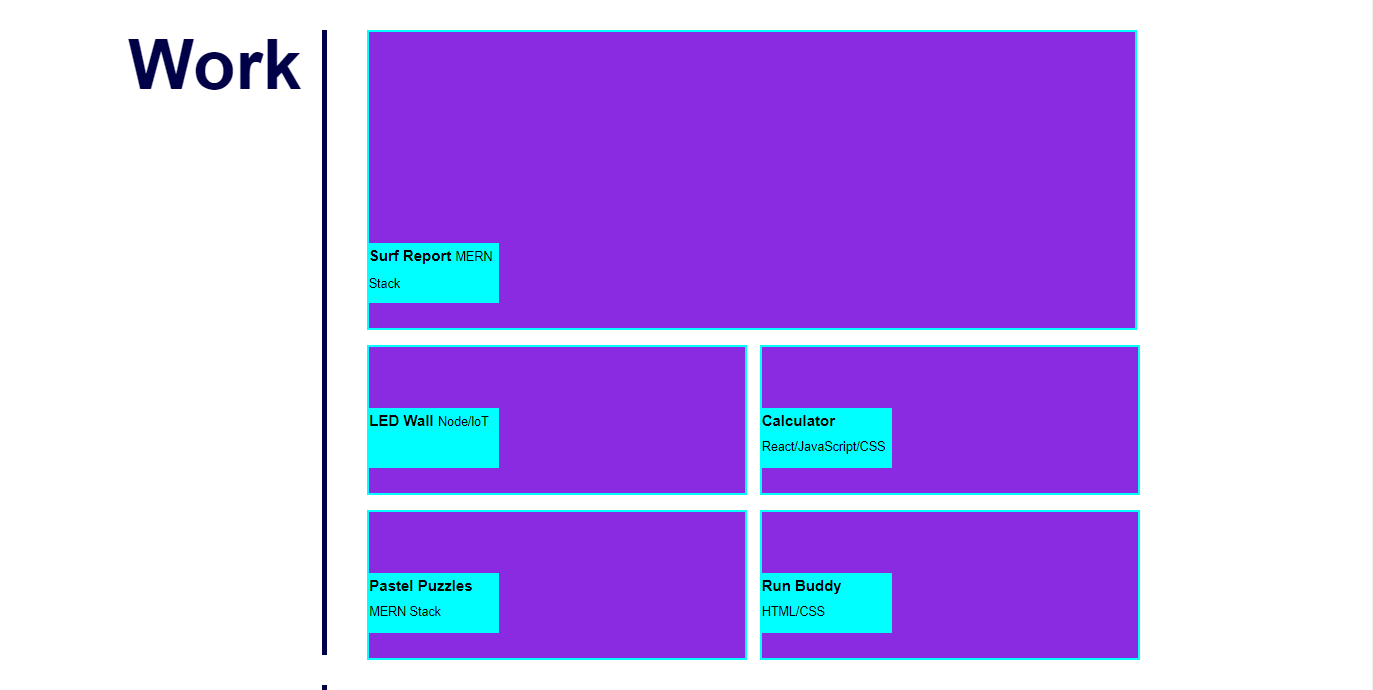 Work
Surf Report MERN
Stack
LED Wall Node/IoT
Calculator
React/JavaScript/CSS
Pastel Puzzles
MERN Stack
Run Buddy
HTML/CSS